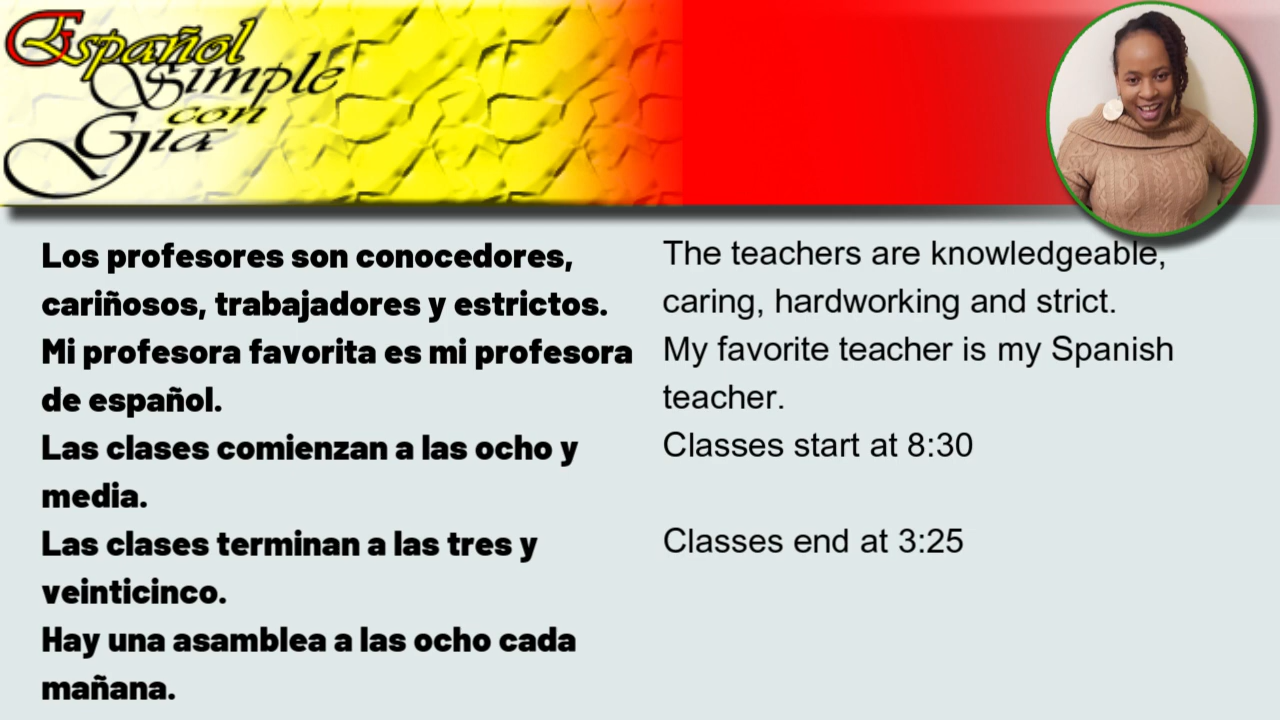 Español
Simple
con
Gia
Los profesores son conocedores,
cariñosos, trabajadores y estrictos.
Mi profesora favorita es mi profesora
de español.
Las clases comienzan a las ocho y
media.
Las clases terminan a las tres y
veinticinco.
Hay una asamblea a las ocho cada
mañana.
The teachers are knowledgeable,
caring, hardworking and strict.
My favorite teacher is my Spanish
teacher.
Classes start at 8:30
Classes end at 3:25